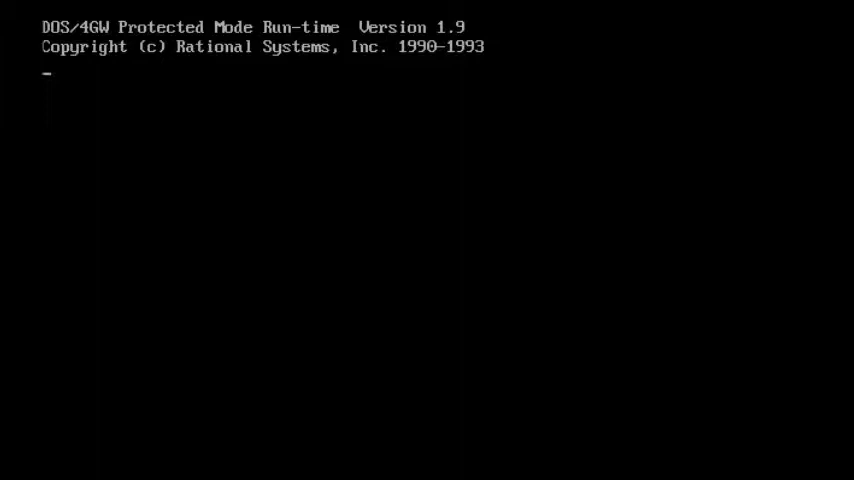 DOS/4GW Protected Mode Run-time  Version 1.9
Copyright (c) Rational Systems, Inc. 1990-1993